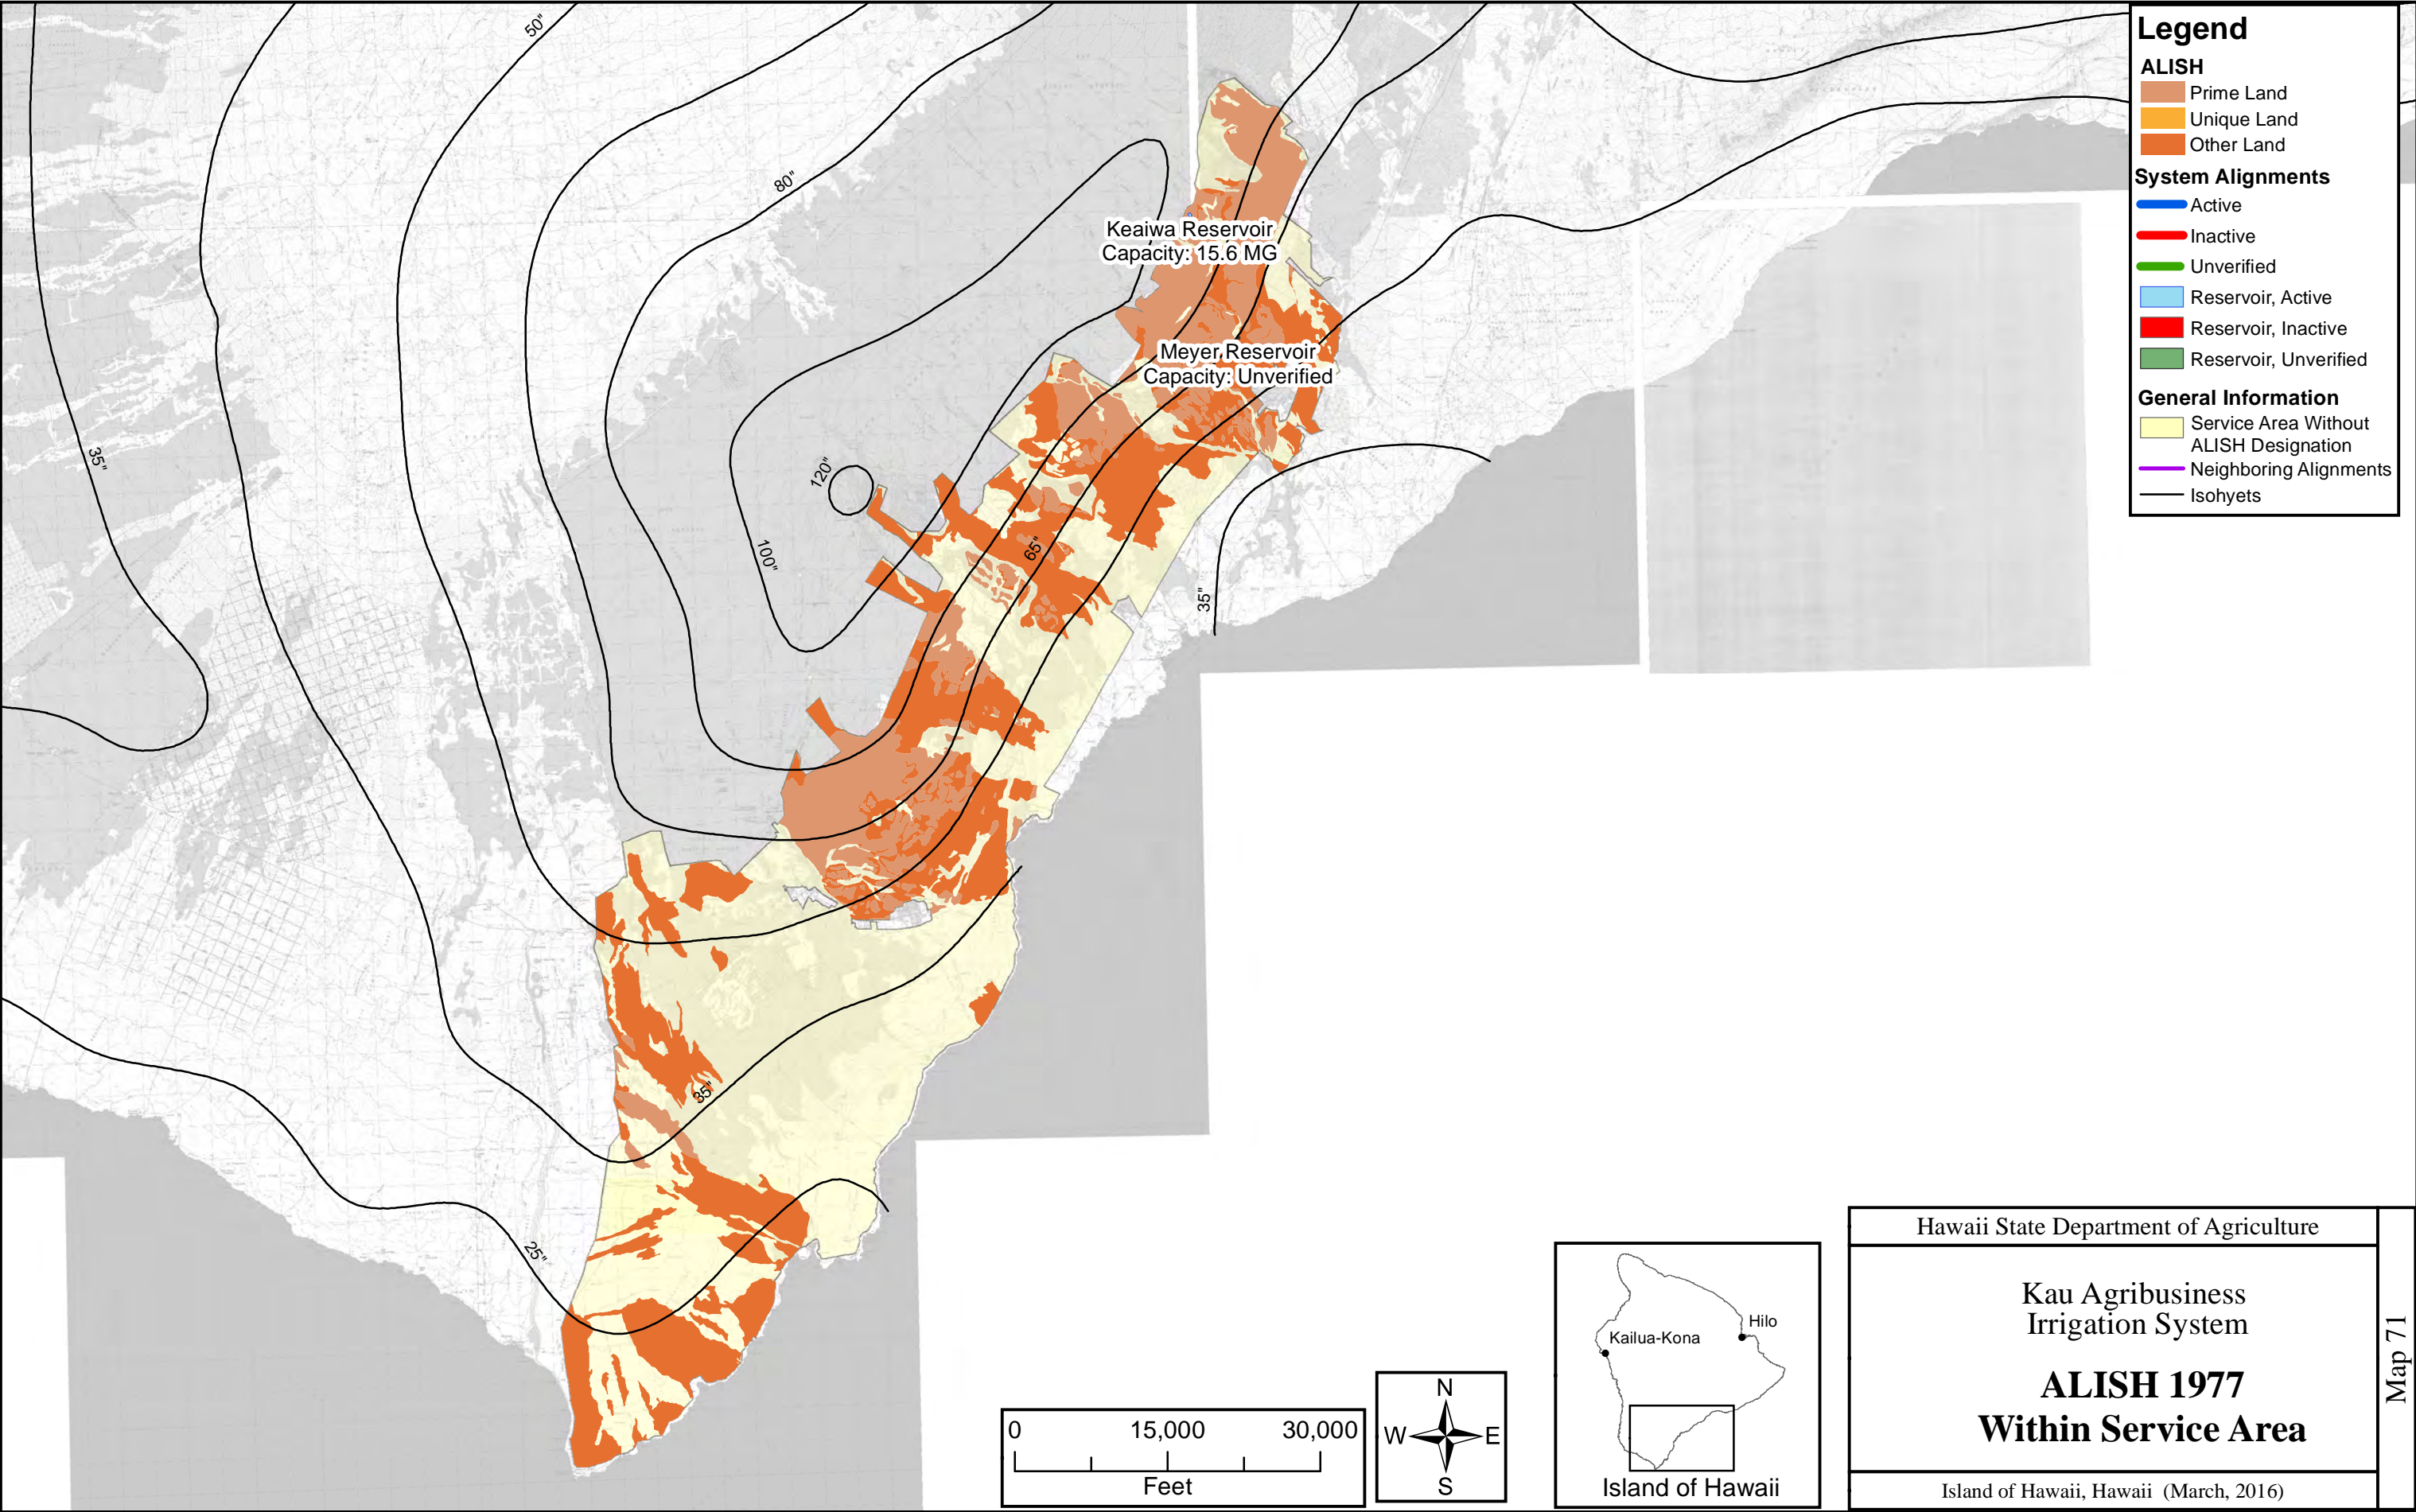 50"
80"
35"
120"
100"
65"
35"
35"
25"
Keaiwa Reservoir
Capacity: 15.6 MG
Meyer Reservoir
Capacity: Unverified
Legend
ALISH
Prime Land
Unique Land
Other Land
System Alignments
Active
Inactive
Unverified
Reservoir, Active
Reservoir, Inactive
Reservoir, Unverified
General Information
Service Area Without
ALISH Designation
Neighboring Alignments
Isohyets
0 15,000 30,000
Feet
N
W E
S
Hilo
Kailua-Kona
Island of Hawaii
Hawaii State Department of Agriculture
Kau Agribusiness
Irrigation System
ALISH 1977
Within Service Area
Island of Hawaii, Hawaii (March, 2016)
Map 71